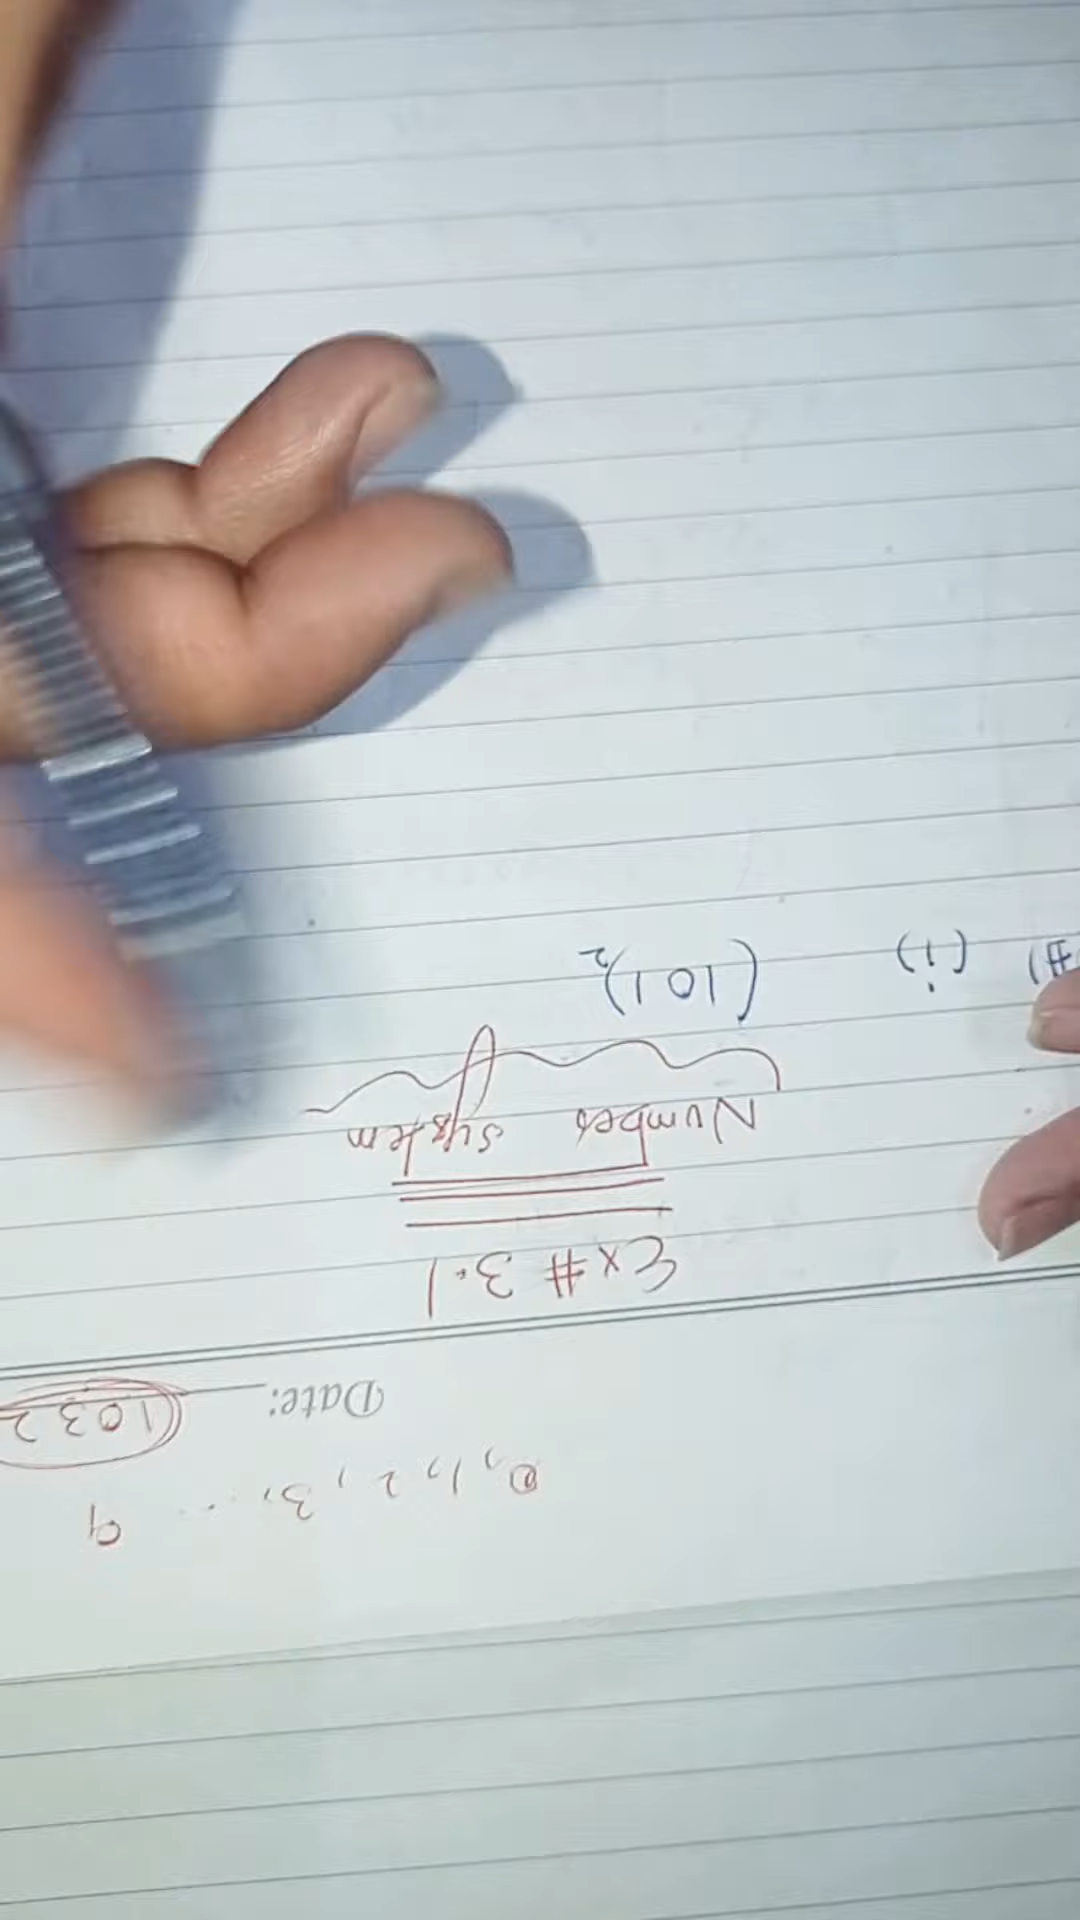 0, 1, 2, 3, ... 9
Date: 1032
Ex # 3.1
Number System
(i) (101)₂